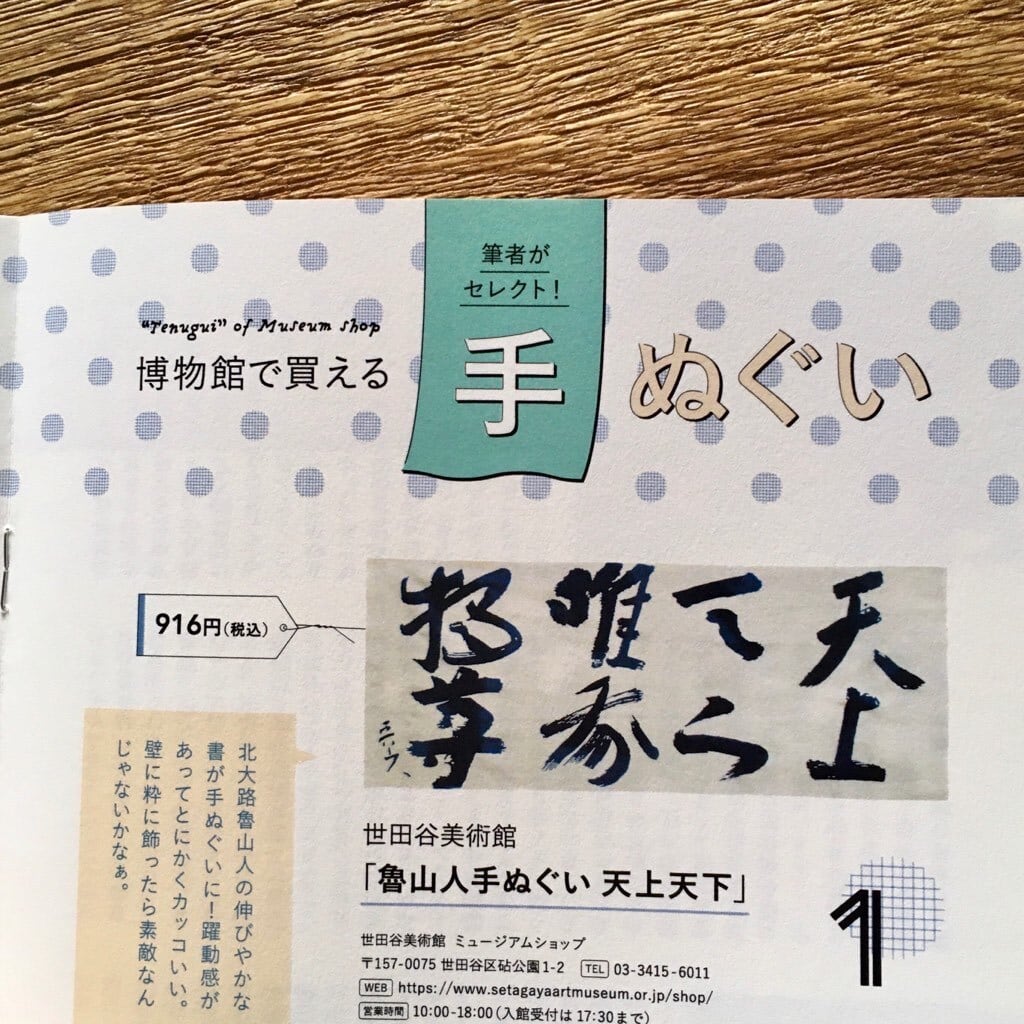 筆者が
セレクト!
"Tenugui" of Museum shop
博物館で買える
手ぬぐい
916円(税込)
天上
天下
唯我
独尊
北大路魯山人の伸びやかな
書が手ぬぐいに!躍動感が
あってとにかくカッコいい。
壁に粋に飾ったら素敵なん
じゃないかなぁ。
世田谷美術館
「魯山人手ぬぐい 天上天下」
1
世田谷美術館 ミュージアムショップ
〒157-0075 世田谷区砧公園1-2 TEL 03-3415-6011
WEB https://www.setagayaartmuseum.or.jp/shop/
営業時間 10:00-18:00(入館受付は 17:30まで)